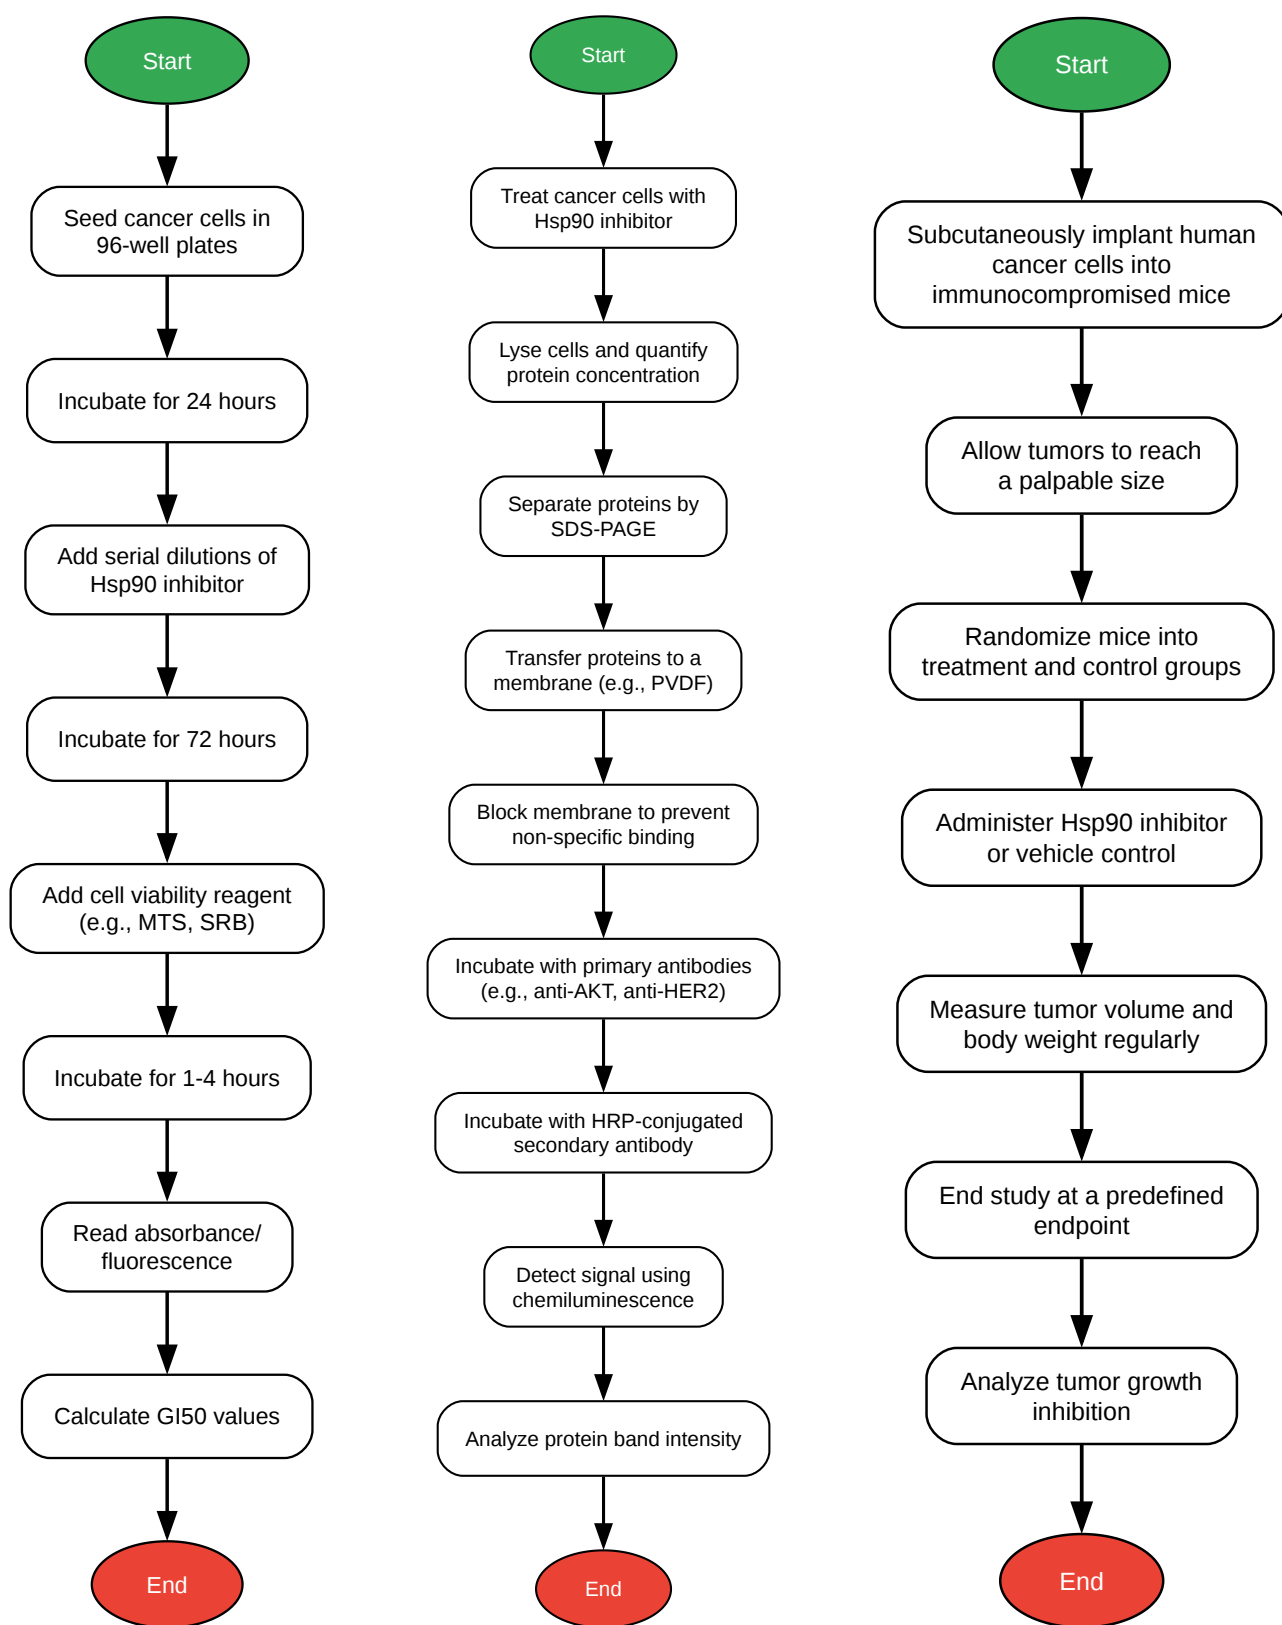 Start
Seed cancer cells in
96-well plates
Incubate for 24 hours
Add serial dilutions of
Hsp90 inhibitor
Incubate for 72 hours
Add cell viability reagent
(e.g., MTS, SRB)
Incubate for 1-4 hours
Read absorbance/
fluorescence
Calculate GI50 values
End
Start
Treat cancer cells with
Hsp90 inhibitor
Lyse cells and quantify
protein concentration
Separate proteins by
SDS-PAGE
Transfer proteins to a
membrane (e.g., PVDF)
Block membrane to prevent
non-specific binding
Incubate with primary antibodies
(e.g., anti-AKT, anti-HER2)
Incubate with HRP-conjugated
secondary antibody
Detect signal using
chemiluminescence
Analyze protein band intensity
End
Start
Subcutaneously implant human
cancer cells into
immunocompromised mice
Allow tumors to reach
a palpable size
Randomize mice into
treatment and control groups
Administer Hsp90 inhibitor
or vehicle control
Measure tumor volume and
body weight regularly
End study at a predefined
endpoint
Analyze tumor growth
inhibition
End